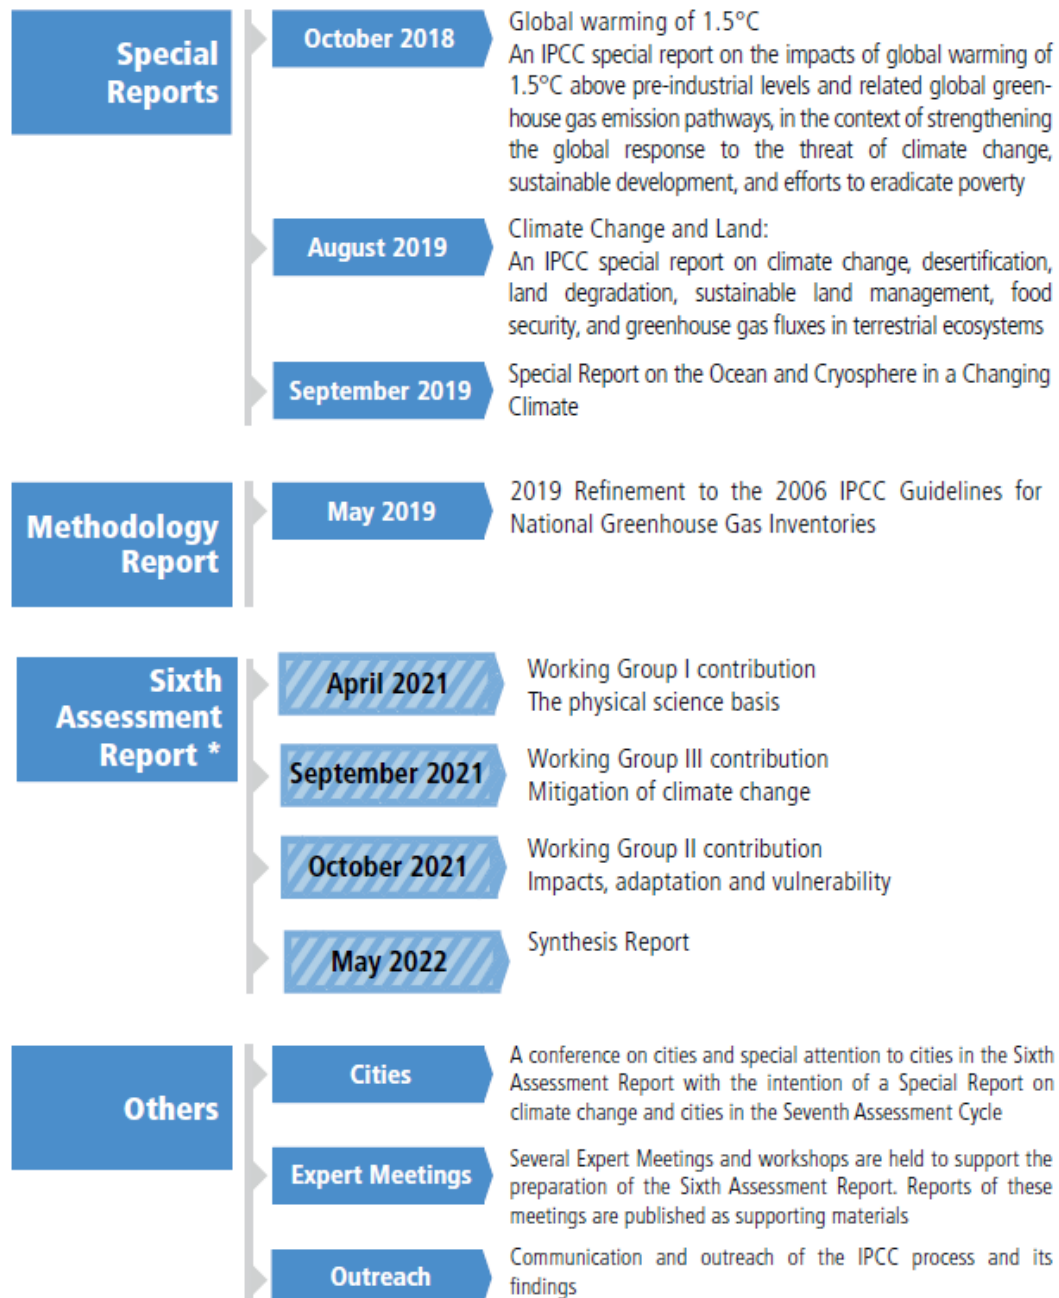 Special
Reports
October 2018
Global warming of 1.5°C
An IPCC special report on the impacts of global warming of
1.5°C above pre-industrial levels and related global green-
house gas emission pathways, in the context of strengthening
the global response to the threat of climate change,
sustainable development, and efforts to eradicate poverty
August 2019
Climate Change and Land:
An IPCC special report on climate change, desertification,
land degradation, sustainable land management, food
security, and greenhouse gas fluxes in terrestrial ecosystems
September 2019
Special Report on the Ocean and Cryosphere in a Changing
Climate
Methodology
Report
May 2019
2019 Refinement to the 2006 IPCC Guidelines for
National Greenhouse Gas Inventories
Sixth
Assessment
Report *
April 2021
Working Group I contribution
The physical science basis
September 2021
Working Group III contribution
Mitigation of climate change
October 2021
Working Group II contribution
Impacts, adaptation and vulnerability
May 2022
Synthesis Report
Others
Cities
A conference on cities and special attention to cities in the Sixth
Assessment Report with the intention of a Special Report on
climate change and cities in the Seventh Assessment Cycle
Expert Meetings
Several Expert Meetings and workshops are held to support the
preparation of the Sixth Assessment Report. Reports of these
meetings are published as supporting materials
Outreach
Communication and outreach of the IPCC process and its
findings